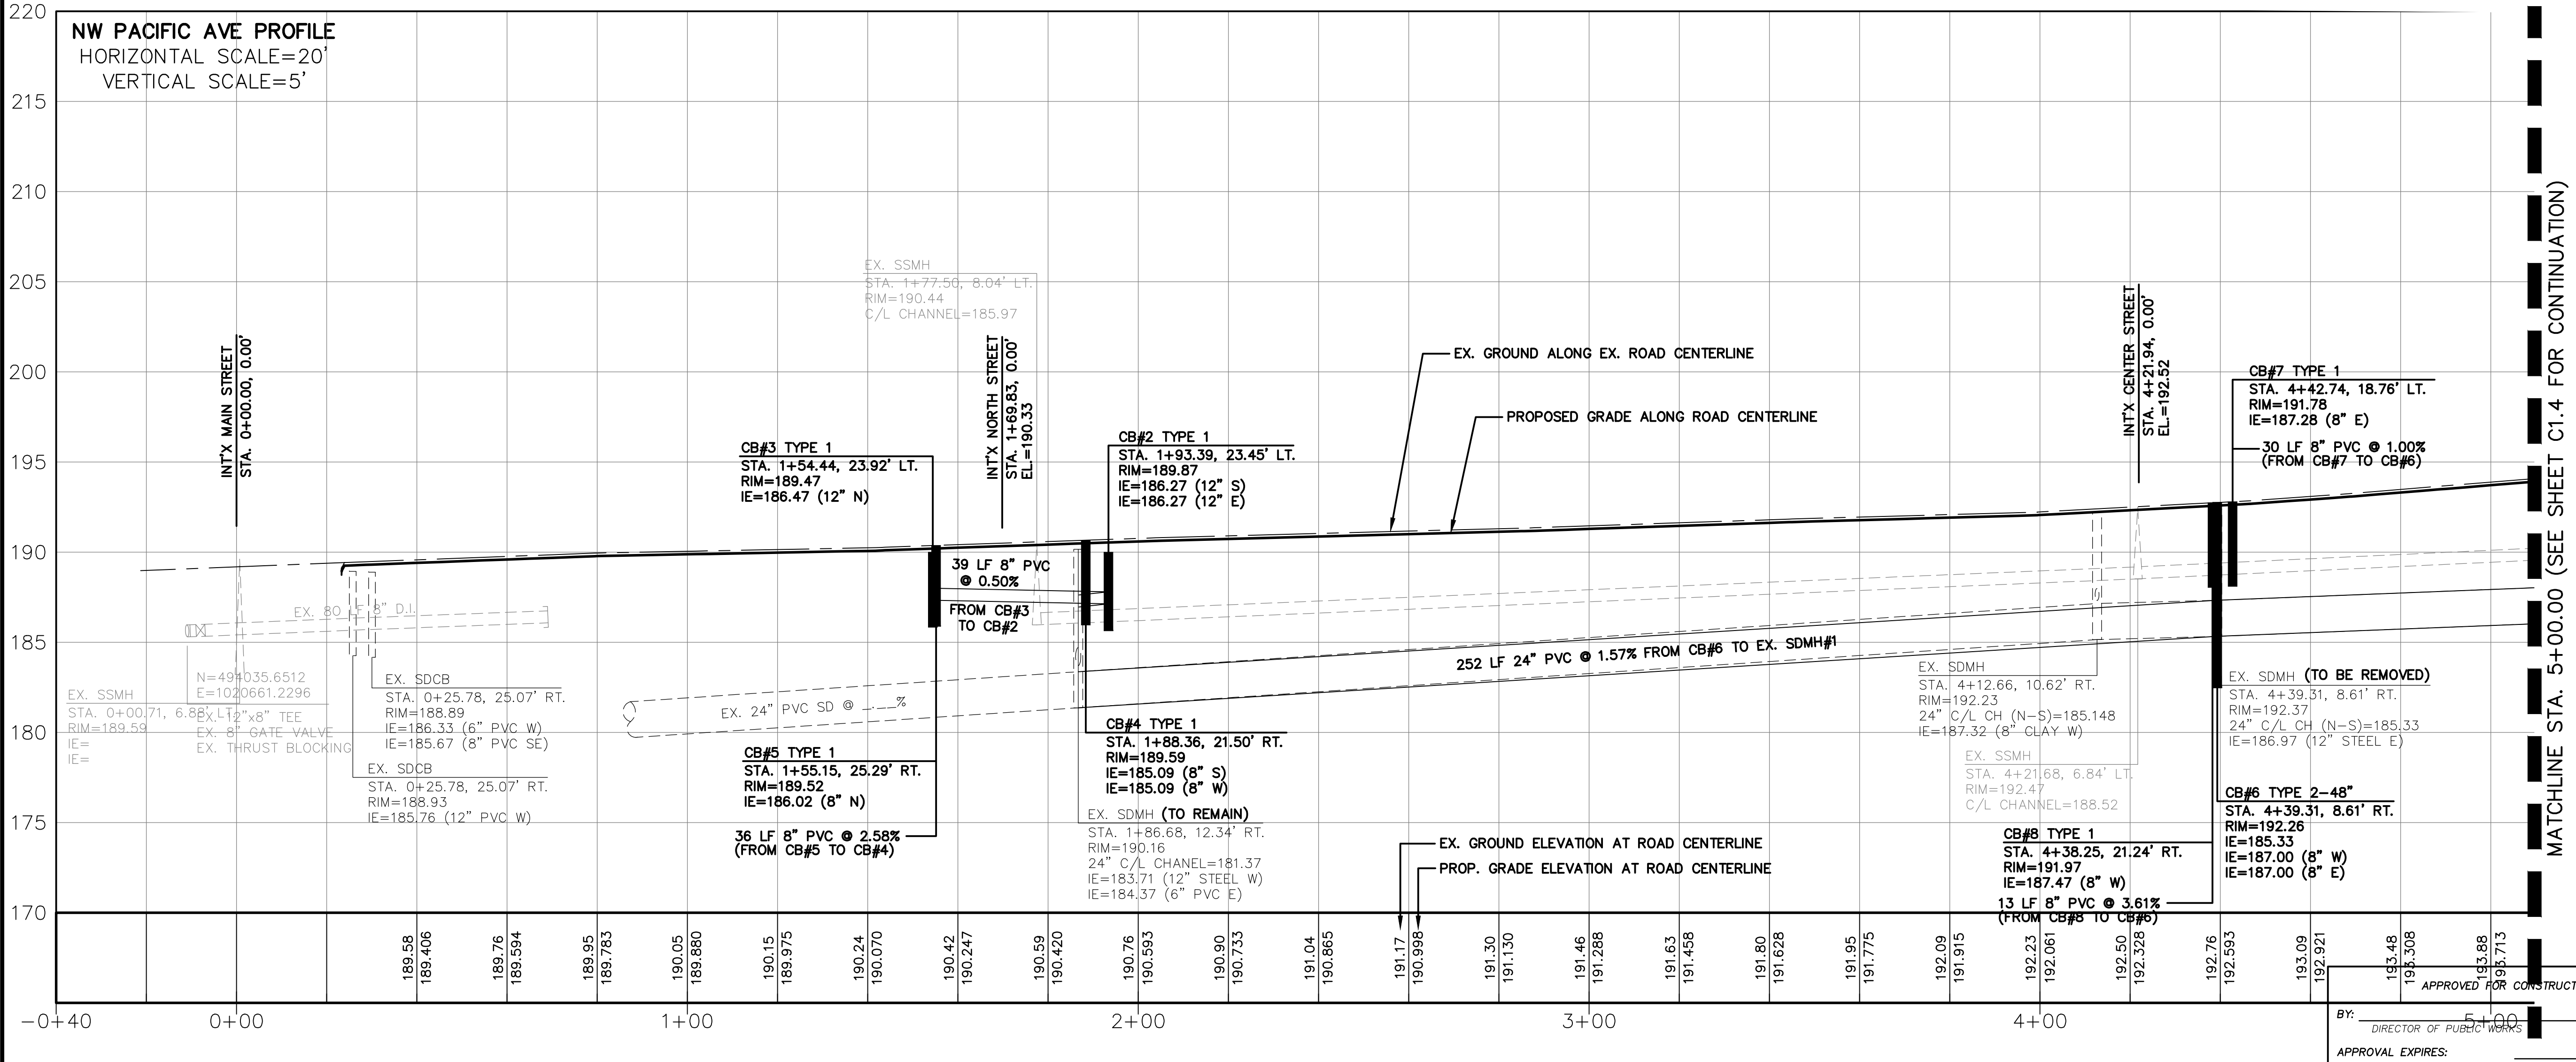 NW PACIFIC AVE PROFILE
HORIZONTAL SCALE=20'
VERTICAL SCALE=5'
220
215
210
205
200
195
190
185
180
175
170
INT'X MAIN STREET
STA. 0+00.00, 0.00'
EX. 80 LF 8" D.I.
N=494035.6512
E=1020661.2296
EX. 12"x8" TEE
EX. 8" GATE VALVE
EX. THRUST BLOCKING
EX. SSMH
STA. 0+00.71, 6.88' LT.
RIM=189.59
IE=
IE=
EX. SDCB
STA. 0+25.78, 25.07' RT.
RIM=188.89
IE=186.33 (6" PVC W)
IE=185.67 (8" PVC SE)
EX. SDCB
STA. 0+25.78, 25.07' RT.
RIM=188.93
IE=185.76 (12" PVC W)
EX. SSMH
STA. 1+77.50, 8.04' LT.
RIM=190.44
C/L CHANNEL=185.97
INT'X NORTH STREET
STA. 1+69.83, 0.00'
EL.=190.33
CB#3 TYPE 1
STA. 1+54.44, 23.92' LT.
RIM=189.47
IE=186.47 (12" N)
CB#2 TYPE 1
STA. 1+93.39, 23.45' LT.
RIM=189.87
IE=186.27 (12" S)
IE=186.27 (12" E)
39 LF 8" PVC
@ 0.50%
FROM CB#3
TO CB#2
EX. 24" PVC SD @ __.__%
CB#5 TYPE 1
STA. 1+55.15, 25.29' RT.
RIM=189.52
IE=186.02 (8" N)
36 LF 8" PVC @ 2.58%
(FROM CB#5 TO CB#4)
CB#4 TYPE 1
STA. 1+88.36, 21.50' RT.
RIM=189.59
IE=185.09 (8" S)
IE=185.09 (8" W)
EX. SDMH (TO REMAIN)
STA. 1+86.68, 12.34' RT.
RIM=190.16
24" C/L CHANEL=181.37
IE=183.71 (12" STEEL W)
IE=184.37 (6" PVC E)
EX. GROUND ALONG EX. ROAD CENTERLINE
PROPOSED GRADE ALONG ROAD CENTERLINE
252 LF 24" PVC @ 1.57% FROM CB#6 TO EX. SDMH#1
EX. GROUND ELEVATION AT ROAD CENTERLINE
PROP. GRADE ELEVATION AT ROAD CENTERLINE
INT'X CENTER STREET
STA. 4+21.94, 0.00'
EL=192.52
CB#7 TYPE 1
STA. 4+42.74, 18.76' LT.
RIM=191.78
IE=187.28 (8" E)
30 LF 8" PVC @ 1.00%
(FROM CB#7 TO CB#6)
EX. SDMH
STA. 4+12.66, 10.62' RT.
RIM=192.23
24" C/L CH (N-S)=185.148
IE=187.32 (8" CLAY W)
EX. SSMH
STA. 4+21.68, 6.84' LT.
RIM=192.47
C/L CHANNEL=188.52
EX. SDMH (TO BE REMOVED)
STA. 4+39.31, 8.61' RT.
RIM=192.37
24" C/L CH (N-S)=185.33
IE=186.97 (12" STEEL E)
CB#6 TYPE 2-48"
STA. 4+39.31, 8.61' RT.
RIM=192.26
IE=185.33
IE=187.00 (8" W)
IE=187.00 (8" E)
CB#8 TYPE 1
STA. 4+38.25, 21.24' RT.
RIM=191.97
IE=187.47 (8" W)
13 LF 8" PVC @ 3.61%
(FROM CB#8 TO CB#6)
MATCHLINE STA. 5+00.00 (SEE SHEET C1.4 FOR CONTINUATION)
189.58
189.406
189.76
189.594
189.95
189.783
190.05
189.880
190.15
189.975
190.24
190.070
190.42
190.247
190.59
190.420
190.76
190.593
190.90
190.733
191.04
190.865
191.17
190.998
191.30
191.130
191.46
191.288
191.63
191.458
191.80
191.628
191.95
191.775
192.09
191.915
192.23
192.061
192.50
192.328
192.76
192.593
193.09
192.921
193.48
193.308
193.88
193.713
-0+40
0+00
1+00
2+00
3+00
4+00
5+00
APPROVED FOR CONSTRUCT
BY:
DIRECTOR OF PUBLIC WORKS
APPROVAL EXPIRES: